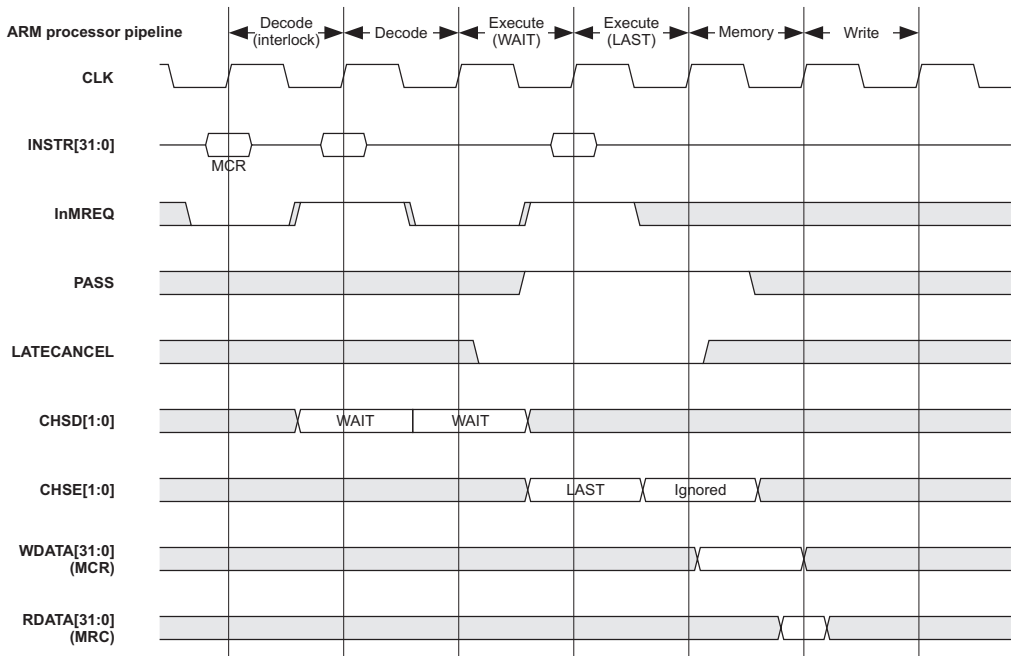 ARM processor pipeline
Decode
(interlock)
Decode
Execute
(WAIT)
Execute
(LAST)
Memory
Write
CLK
INSTR[31:0]
MCR
InMREQ
PASS
LATECANCEL
CHSD[1:0]
WAIT
WAIT
CHSE[1:0]
LAST
Ignored
WDATA[31:0]
(MCR)
RDATA[31:0]
(MRC)